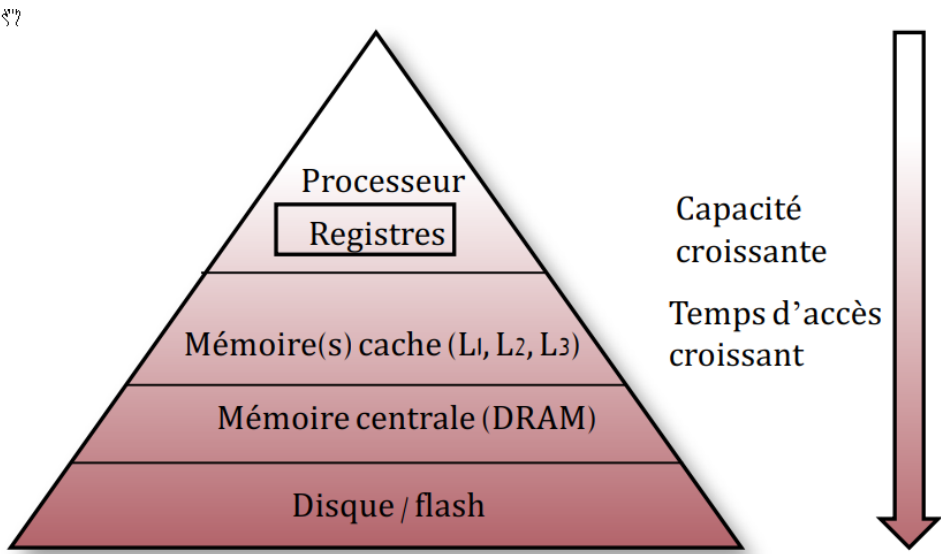 Processeur
Registres
Capacité
croissante
Temps d’accès
croissant
Mémoire(s) cache (L1, L2, L3)
Mémoire centrale (DRAM)
Disque / flash